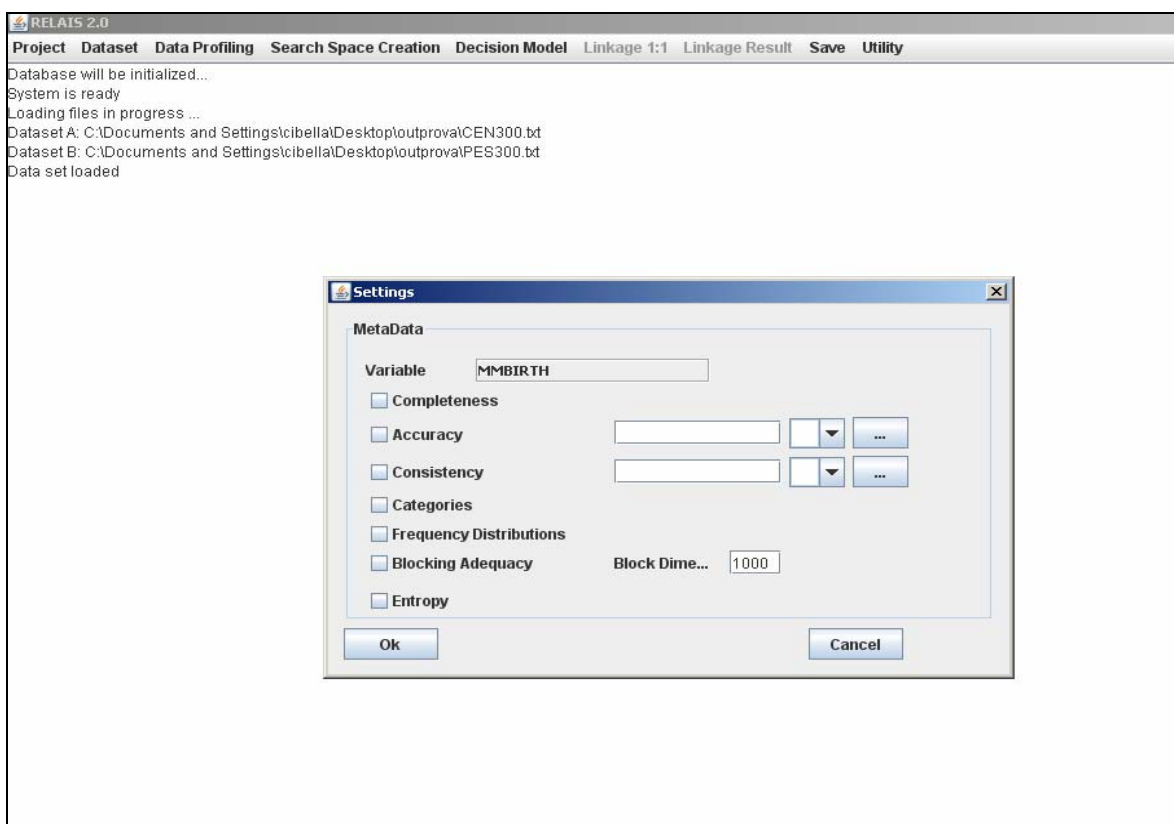 RELAIS 2.0
Project Dataset Data Profiling Search Space Creation Decision Model Linkage 1:1 Linkage Result Save Utility
Database will be initialized...
System is ready
Loading files in progress ...
Dataset A: C:\Documents and Settings\cibella\Desktop\outprova\CEN300.txt
Dataset B: C:\Documents and Settings\cibella\Desktop\outprova\PES300.txt
Data set loaded
Settings
MetaData
Variable MMBIRTH
Completeness
Accuracy ...
Consistency ...
Categories
Frequency Distributions
Blocking Adequacy Block Dime... 1000
Entropy
Ok Cancel